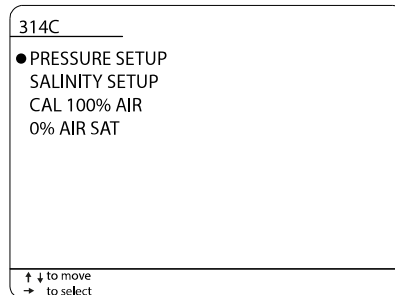 314C
● PRESSURE SETUP
SALINITY SETUP
CAL 100% AIR
0% AIR SAT
↑ ↓ to move
→ to select